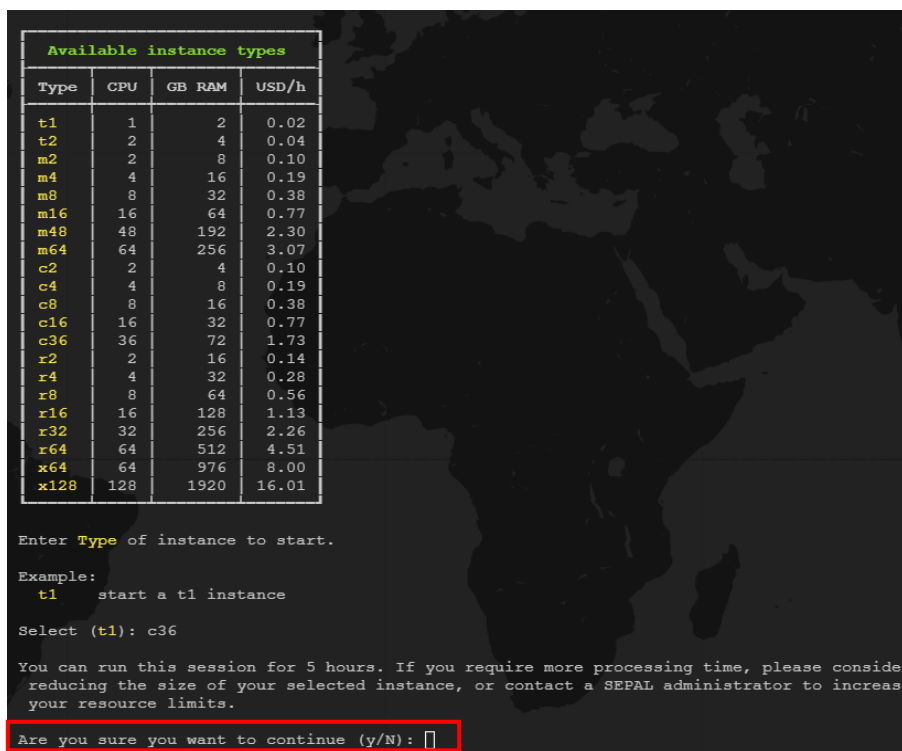 Available instance types
Type CPU GB RAM USD/h
t1 1 2 0.02
t2 2 4 0.04
m2 2 8 0.10
m4 4 16 0.19
m8 8 32 0.38
m16 16 64 0.77
m48 48 192 2.30
m64 64 256 3.07
c2 2 4 0.10
c4 4 8 0.19
c8 8 16 0.38
c16 16 32 0.77
c36 36 72 1.73
r2 2 16 0.14
r4 4 32 0.28
r8 8 64 0.56
r16 16 128 1.13
r32 32 256 2.26
r64 64 512 4.51
x64 64 976 8.00
x128 128 1920 16.01
Enter Type of instance to start.
Example:
t1 start a t1 instance
Select (t1): c36
You can run this session for 5 hours. If you require more processing time, please conside
reducing the size of your selected instance, or contact a SEPAL administrator to increas
your resource limits.
Are you sure you want to continue (y/N):